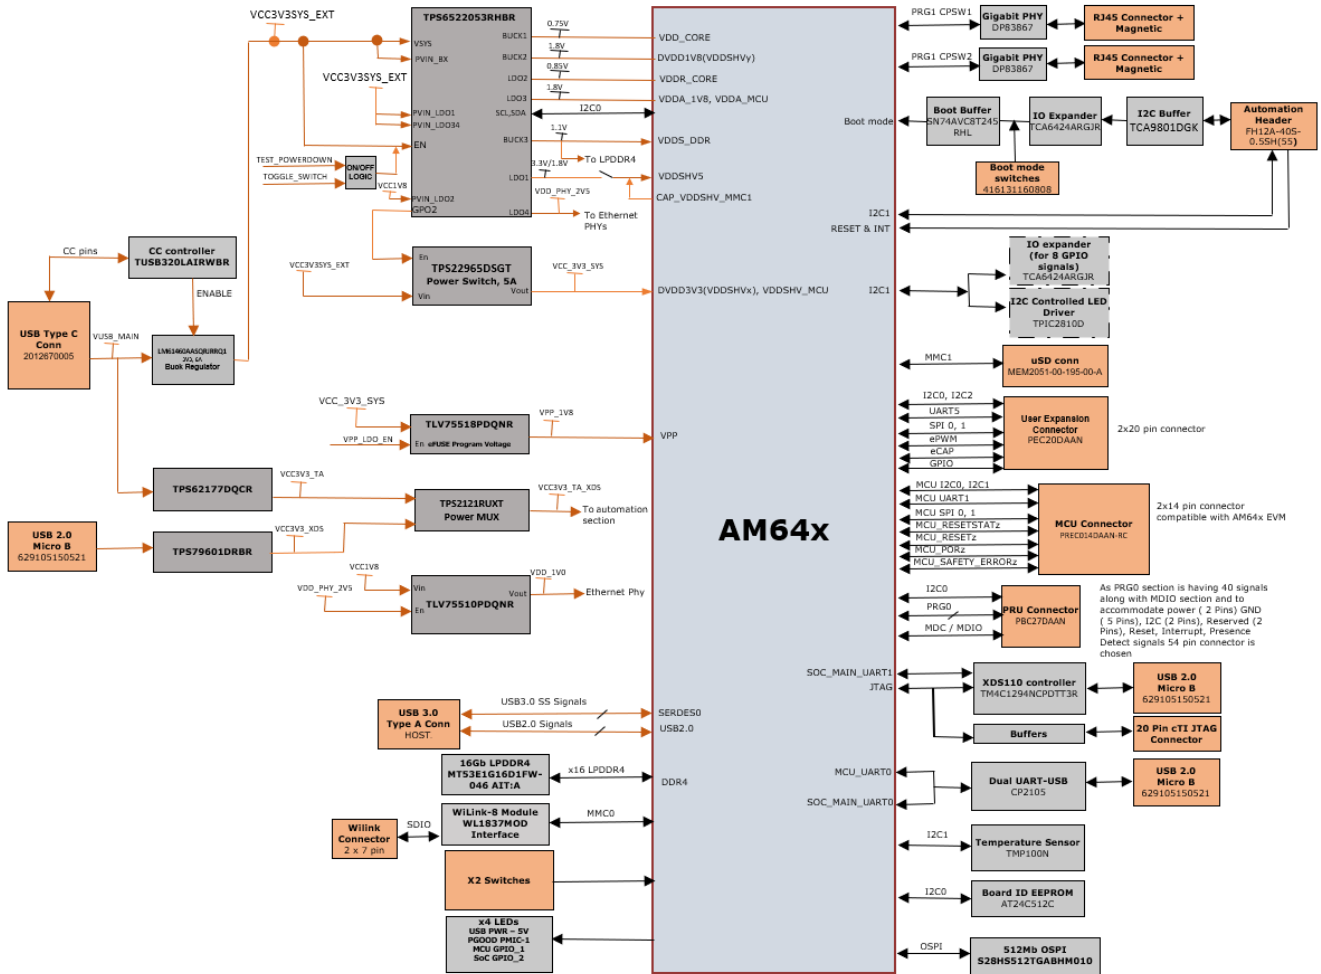 VCC3V3SYS_EXT
TPS6522053RHBR
VSYS
PVIN_BX
BUCK1
0.75V
VDD_CORE
BUCK2
1.8V
DVDD1V8(VDDSHVy)
LDO2
0.85V
VDDR_CORE
LDO3
1.8V
VDDA_1V8, VDDA_MCU
VCC3V3SYS_EXT
PVIN_LDO1
PVIN_LDO34
SCL,SDA
I2C0
EN
BUCK3
1.1V
VDDS_DDR
To LPDDR4
TEST_POWERDOWN
TOGGLE_SWITCH
ON/OFF
LOGIC
VCC1V8
LDO1
3.3V/1.8V
VDDSHV5
CAP_VDDSHV_MMC1
PVIN_LDO2
GPO2
LDO4
VDD_PHY_2V5
To Ethernet
PHYs
CC pins
CC controller
TUSB320LAIRWBR
ENABLE
USB Type C
Conn
2012670005
VUSB_MAIN
LM61460AASQRJRRQ1
Buok Regulator
VCC3V3SYS_EXT
En
TPS22965DSGT
Power Switch, 5A
Vin
Vout
VCC_3V3_SYS
DVDD3V3(VDDSHVx), VDDSHV_MCU
VCC_3V3_SYS
VPP_LDO_EN
TLV75518PDQNR
En eFUSE Program Voltage
VPP_1V8
VPP
TPS62177DQCR
VCC3V3_TA
TPS2121RUXT
Power MUX
VCC3V3_TA_XDS
To automation
section
USB 2.0
Micro B
629105150521
TPS79601DRBR
VCC3V3_XDS
VCC1V8
VDD_PHY_2V5
Vin
Vout
En
TLV75510PDQNR
VDD_1V0
Ethernet Phy
USB 3.0
Type A Conn
HOST
USB3.0 SS Signals
USB2.0 Signals
SERDES0
USB2.0
16Gb LPDDR4
MT53E1G16D1FW-
046 AIT:A
x16 LPDDR4
DDR4
Wilink
Connector
2 x 7 pin
SDIO
WiLink-8 Module
WL1837MOD
Interface
MMC0
X2 Switches
x4 LEDs
USB PWR – 5V
PGOOD PMIC-1
MCU GPIO_1
SoC GPIO_2
AM64x
PRG1 CPSW1
Gigabit PHY
DP83867
RJ45 Connector +
Magnetic
PRG1 CPSW2
Gigabit PHY
DP83867
RJ45 Connector +
Magnetic
Boot mode
Boot Buffer
SN74AVC8T245
RHL
IO Expander
TCA6424ARGJR
I2C Buffer
TCA9801DGK
Automation
Header
FH12A-40S-
0.5SH(55)
Boot mode
switches
416131160808
I2C1
RESET & INT
IO expander
(for 8 GPIO
signals)
TCA6424ARGJR
I2C1
I2C Controlled LED
Driver
TPIC2810D
MMC1
uSD conn
MEM2051-00-195-00-A
I2C0, I2C2
UART5
SPI 0, 1
ePWM
eCAP
GPIO
User Expansion
Connector
PEC20DAAN
2x20 pin connector
MCU I2C0, I2C1
MCU UART1
MCU SPI 0, 1
MCU_RESETSTATz
MCU_RESETz
MCU_PORz
MCU_SAFETY_ERRORz
MCU Connector
PREC014DAAN-RC
2x14 pin connector
compatible with AM64x EVM
I2C0
PRG0
MDC / MDIO
PRU Connector
PBC27DAAN
As PRG0 section is having 40 signals
along with MDIO section and to
accommodate power ( 2 Pins) GND
( 5 Pins), I2C (2 Pins), Reserved (2
Pins), Reset, Interrupt, Presence
Detect signals 54 pin connector is
chosen
SOC_MAIN_UART1
JTAG
XDS110 controller
TM4C1294NCPDTT3R
USB 2.0
Micro B
629105150521
Buffers
20 Pin cTI JTAG
Connector
MCU_UART0
SOC_MAIN_UART0
Dual UART-USB
CP2105
USB 2.0
Micro B
629105150521
I2C1
Temperature Sensor
TMP100N
I2C0
Board ID EEPROM
AT24C512C
OSPI
512Mb OSPI
S28HS512TGABHM010